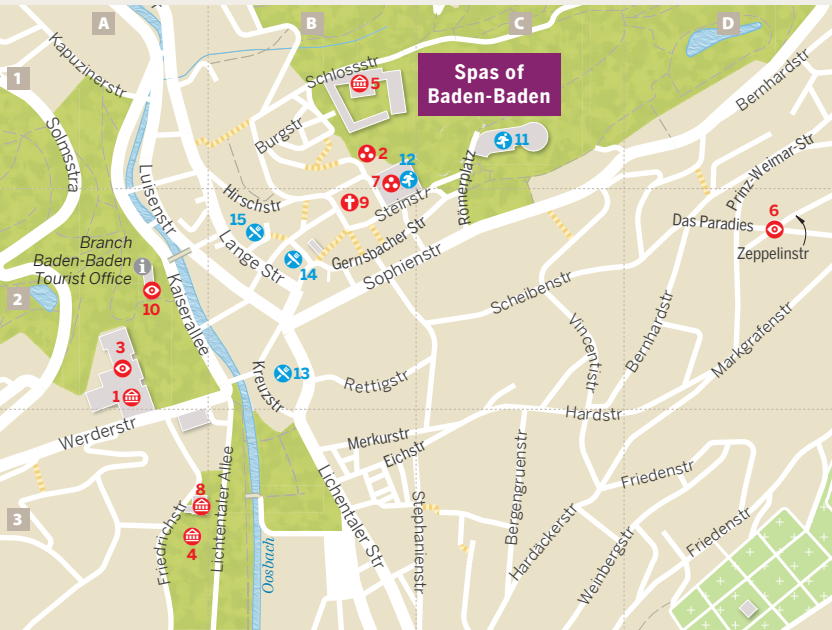 A
B
C
D
1
2
3
Spas of
Baden-Baden
Kapuzinerstr
Solmsstra
Luisenstr
Schlossstr
5
Burgstr
2
12
7
11
Römerplatz
Bernhardstr
Prinz-Weimar-Str
Hirschstr
9
Steinstr
15
Lange Str
14
Gernsbacher Str
Sophienstr
Das Paradies
6
Zeppelinstr
Branch
Baden-Baden
Tourist Office
i
10
Kaiserallee
Scheibenstr
Vincentistr
Bernhardstr
Markgrafenstr
3
1
Kreuzstr
13
Rettigstr
Hardstr
Werderstr
Merkurstr
Eichstr
8
4
Friedrichstr
Lichtentaler Allee
Oosbach
Lichtentaler Str
Stephanienstr
Bergengruenstr
Hardäckerstr
Weinbergstr
Friedenstr
Friedenstr